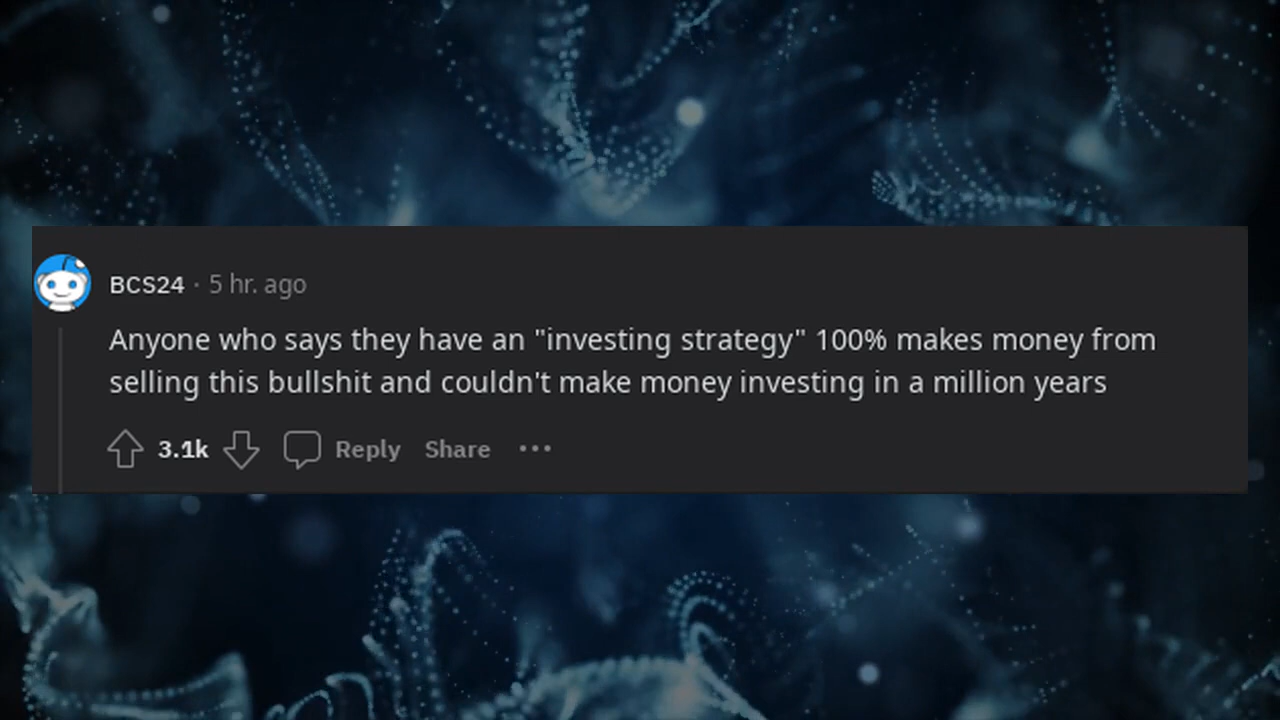 BCS24 · 5 hr. ago
Anyone who says they have an "investing strategy" 100% makes money from
selling this bullshit and couldn't make money investing in a million years
3.1k Reply Share ···